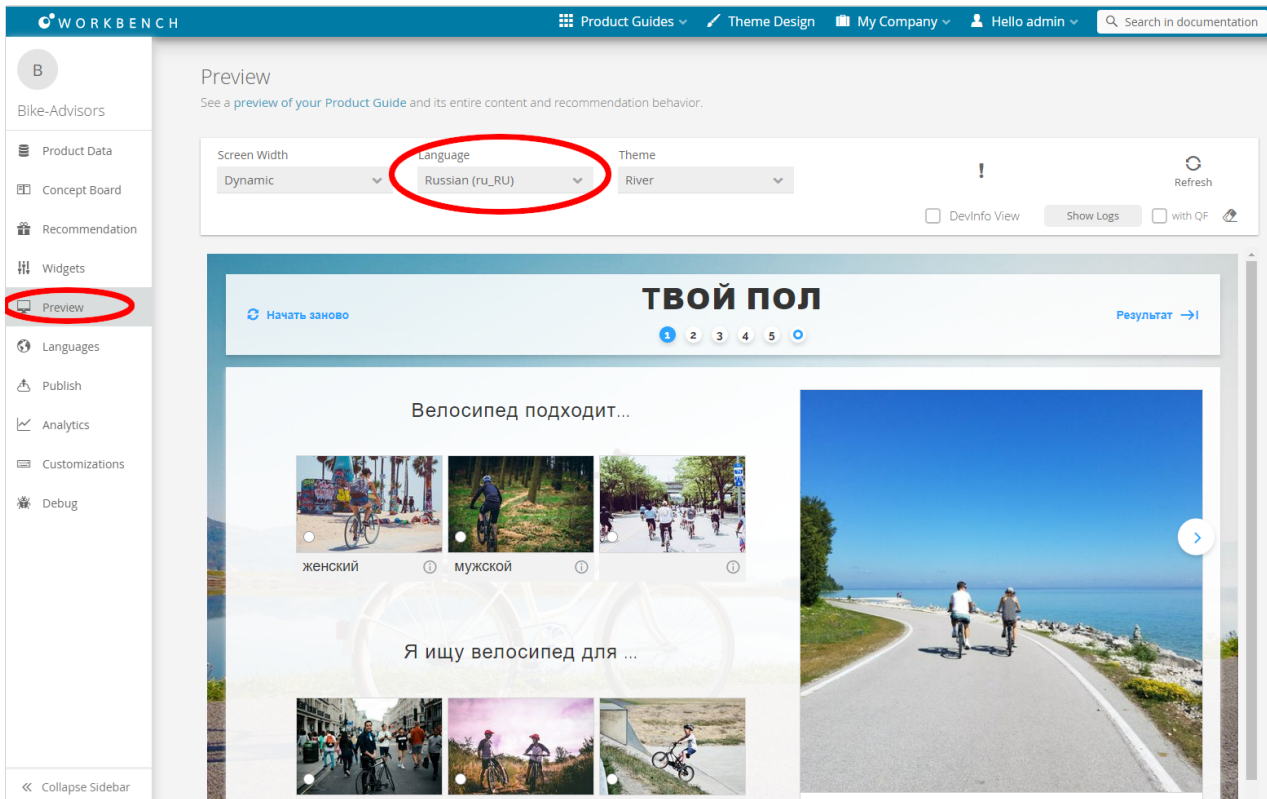 WORKBENCH
Product Guides
Theme Design
My Company
Hello admin
Search in documentation
B
Bike-Advisors
Product Data
Concept Board
Recommendation
Widgets
Preview
Languages
Publish
Analytics
Customizations
Debug
Collapse Sidebar
Preview
See a preview of your Product Guide and its entire content and recommendation behavior.
Screen Width
Language
Theme
Dynamic
Russian (ru_RU)
River
!
Refresh
DevInfo View
Show Logs
with QF
ТВОЙ ПОЛ
Начать заново
Результат
1 2 3 4 5
Велосипед подходит...
женский
мужской
Я ищу велосипед для ...